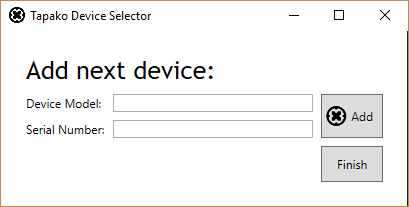 Tapako Device Selector
Add next device:
Device Model:
Serial Number:
Add
Finish